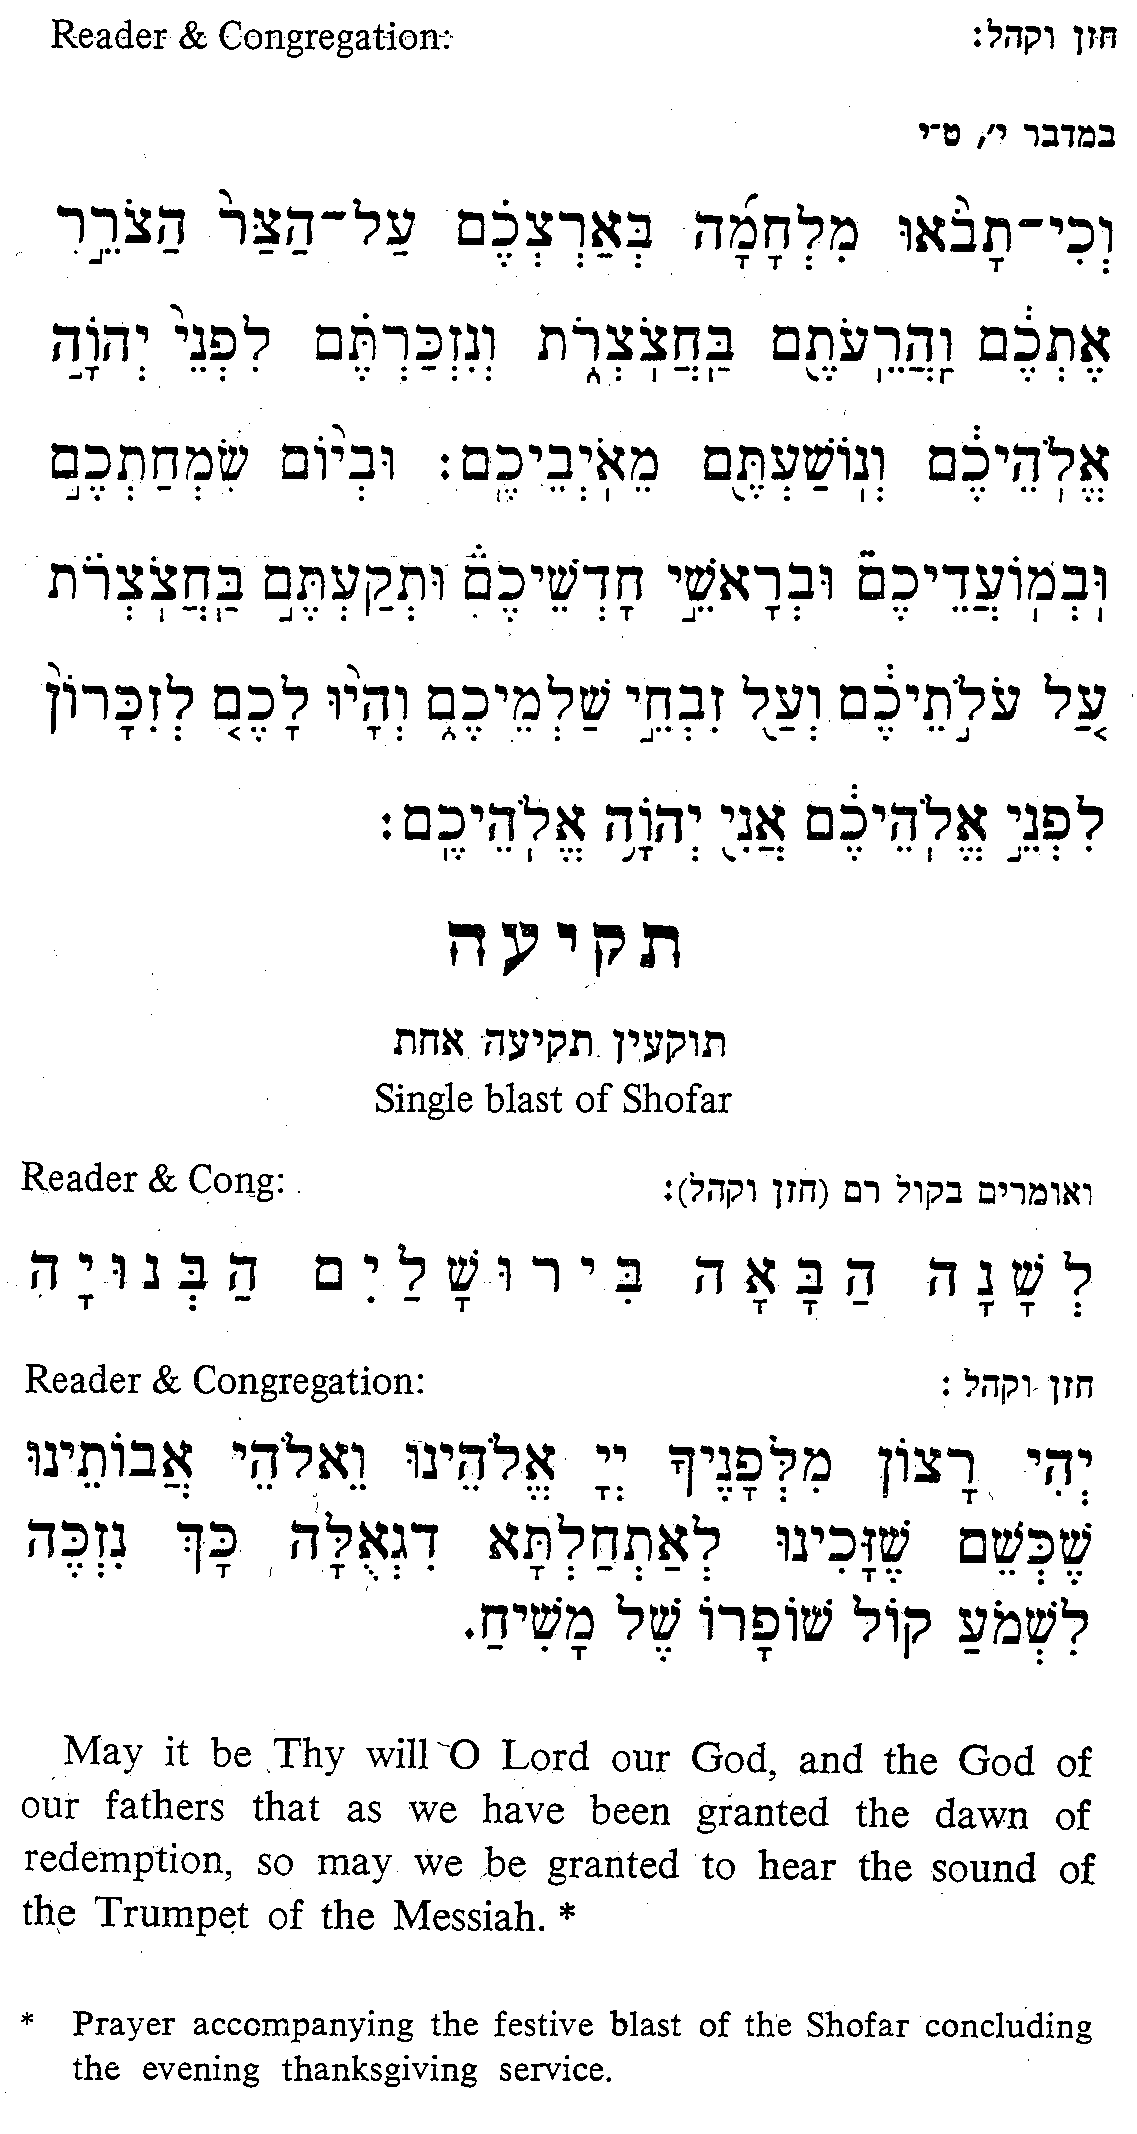 Reader & Congregation: חזן וקהל:
במדבר י׳, ט־י
וְכִי־תָבֹ֨אוּ מִלְחָמָ֜ה בְּאַרְצְכֶ֗ם עַל־הַצַּר֙ הַצֹּרֵ֣ר
אֶתְכֶ֔ם וַֽהֲרֵֽעֹתֶ֖ם בַּֽחֲצֹֽצְרֹ֑ת וְנִזְכַּרְתֶּ֗ם לִפְנֵי֙ יְהוָֹ֣ה
אֱלֹֽהֵיכֶ֔ם וְנֽוֹשַׁעְתֶּ֖ם מֵאֹֽיְבֵיכֶֽם: וּבְי֨וֹם שִׂמְחַתְכֶ֥ם
וּֽבְמֽוֹעֲדֵיכֶם֮ וּבְרָאשֵׁ֣י חָדְשֵׁיכֶם֒ וּתְקַעְתֶּ֣ם בַּֽחֲצֹֽצְרֹ֗ת
עַ֚ל עֹלֹ֣תֵיכֶ֔ם וְעַ֖ל זִבְחֵ֣י שַׁלְמֵיכֶ֑ם וְהָי֨וּ לָכֶ֤ם לְזִכָּרוֹן֙
לִפְנֵ֣י אֱלֹֽהֵיכֶ֔ם אֲנִ֖י יְהוָֹ֥ה אֱלֹֽהֵיכֶֽם:
תקיעה
תוקעין תקיעה אחת
Single blast of Shofar
Reader & Cong: ואומרים בקול רם (חזן וקהל):
לְשָׁנָה הַבָּאָה בִּירוּשָׁלַיִם הַבְּנוּיָה
Reader & Congregation: חזן וקהל:
יְהִי רָצוֹן מִלְּפָנֶיךָ יְיָ אֱלֹהֵינוּ וֵאלֹהֵי אֲבוֹתֵינוּ
שֶׁכְּשֵׁם שֶׁזָּכִינוּ לְאַתְחַלְתָּא דִגְאֻלָּה כָּךְ נִזְכֶּה
לִשְׁמֹעַ קוֹל שׁוֹפָרוֹ שֶׁל מָשִׁיחַ.
May it be Thy will O Lord our God, and the God of
our fathers that as we have been granted the dawn of
redemption, so may we be granted to hear the sound of
the Trumpet of the Messiah. *
* Prayer accompanying the festive blast of the Shofar concluding
the evening thanksgiving service.